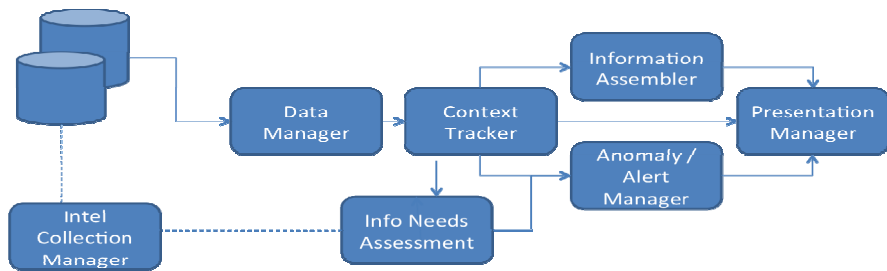 Information
Assembler
Data
Manager
Context
Tracker
Presentation
Manager
Anomaly /
Alert
Manager
Intel
Collection
Manager
Info Needs
Assessment